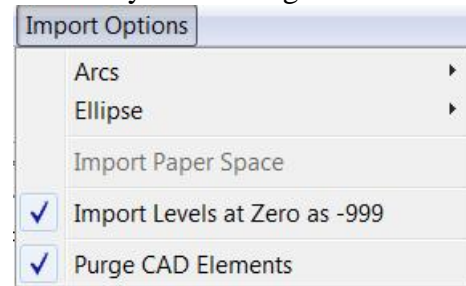 Import Options
Arcs
Ellipse
Import Paper Space
Import Levels at Zero as -999
Purge CAD Elements